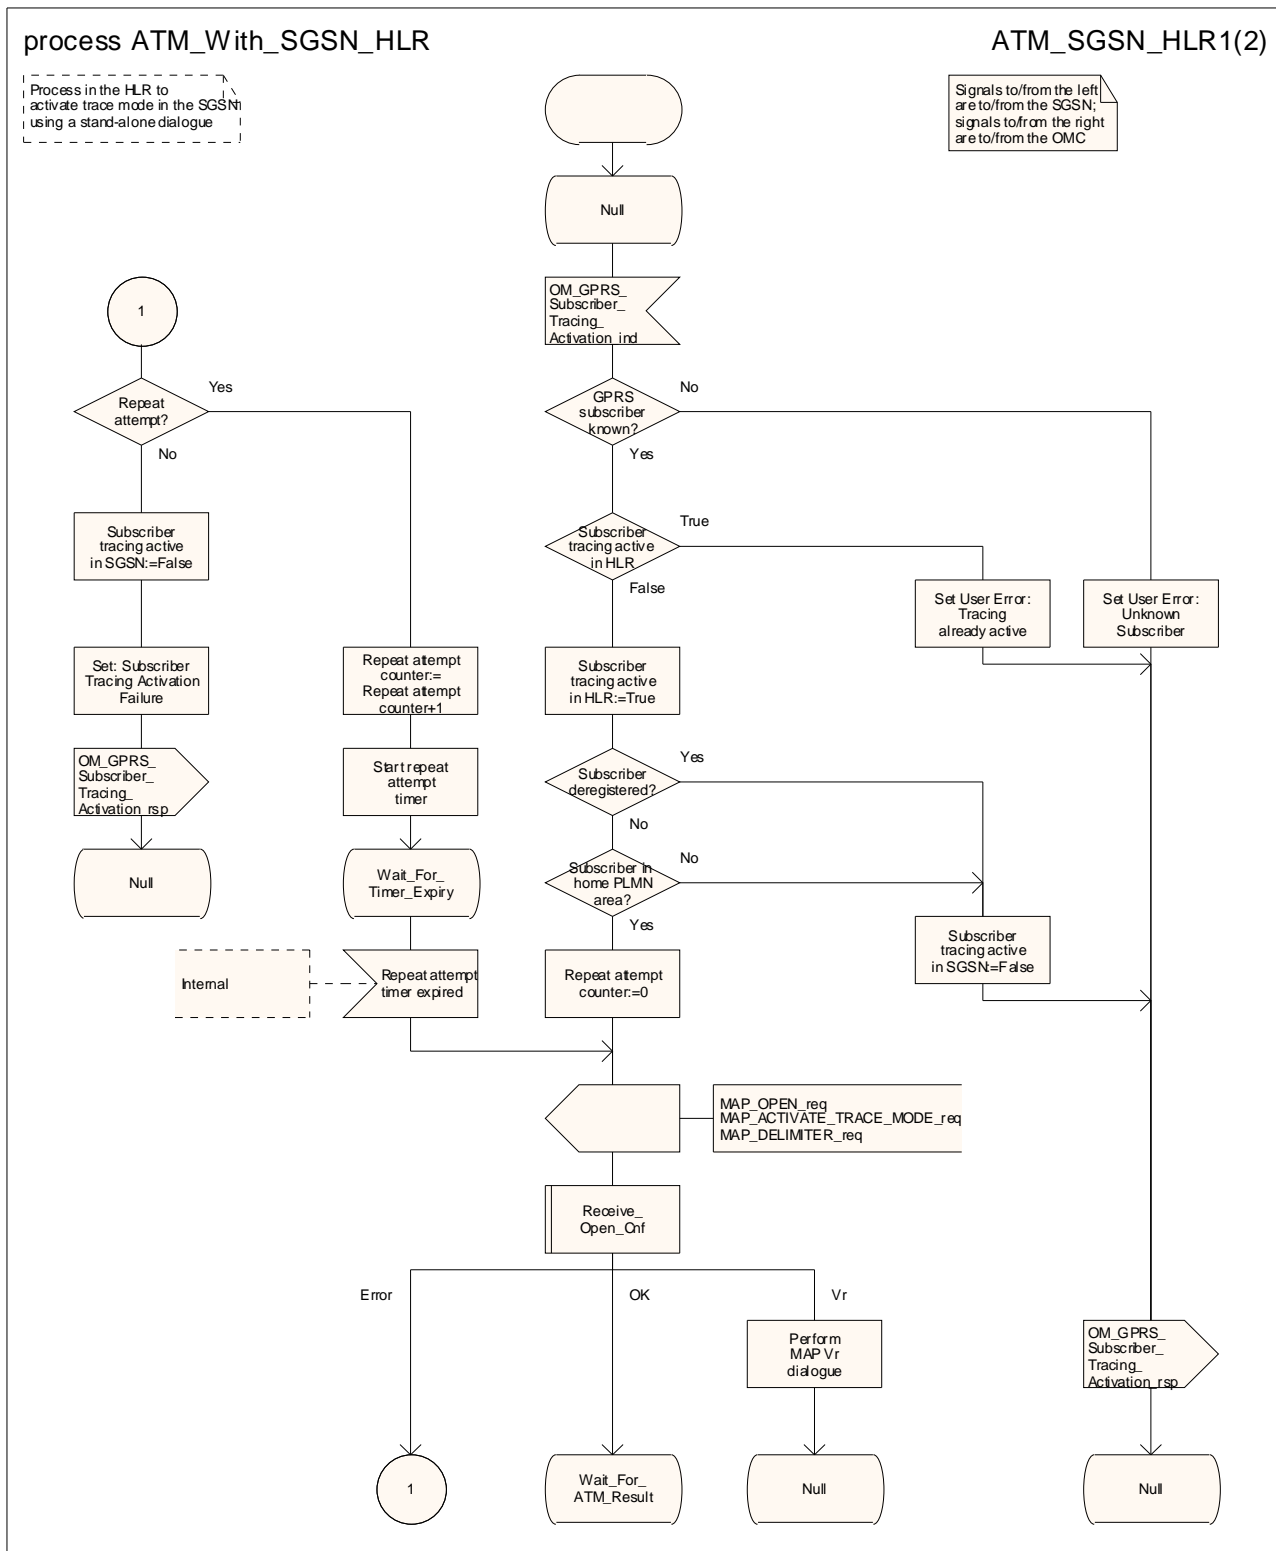 process ATM_With_SGSN_HLR
ATM_SGSN_HLR1(2)
Process in the HLR to
activate trace mode in the SGSN
using a stand-alone dialogue
Signals to/from the left
are to/from the SGSN;
signals to/from the right
are to/from the OMC
Null
OM_GPRS_
Subscriber_
Tracing_
Activation_ind
1
Yes
Repeat
attempt?
No
No
GPRS
subscriber
known?
Yes
Subscriber
tracing active
in SGSN:=False
True
Subscriber
tracing active
in HLR
False
Set User Error:
Tracing
already active
Set User Error:
Unknown
Subscriber
Set: Subscriber
Tracing Activation
Failure
Repeat attempt
counter:=
Repeat attempt
counter+1
Subscriber
tracing active
in HLR:=True
OM_GPRS_
Subscriber_
Tracing_
Activation_rsp
Start repeat
attempt
timer
Yes
Subscriber
deregistered?
No
Null
Wait_For_
Timer_Expiry
No
Subscriber in
home PLMN
area?
Yes
Subscriber
tracing active
in SGSN:=False
Internal
Repeat attempt
timer expired
Repeat attempt
counter:=0
MAP_OPEN_req
MAP_ACTIVATE_TRACE_MODE_req
MAP_DELIMITER_req
Receive_
Open_Cnf
Error
OK
Vr
Perform
MAP Vr
dialogue
OM_GPRS_
Subscriber_
Tracing_
Activation_rsp
1
Wait_For_
ATM_Result
Null
Null